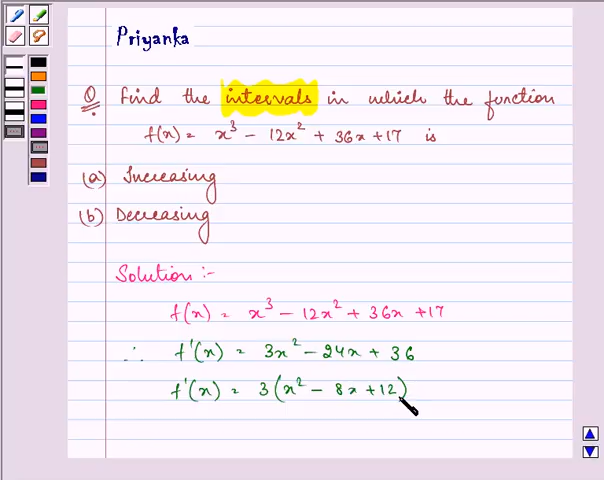 Priyanka
Q. Find the intervals in which the function
f(x) = x³ - 12x² + 36x + 17 is
(a) Increasing
(b) Decreasing
Solution :-
f(x) = x³ - 12x² + 36x + 17
∴ f'(x) = 3x² - 24x + 36
f'(x) = 3(x² - 8x + 12)